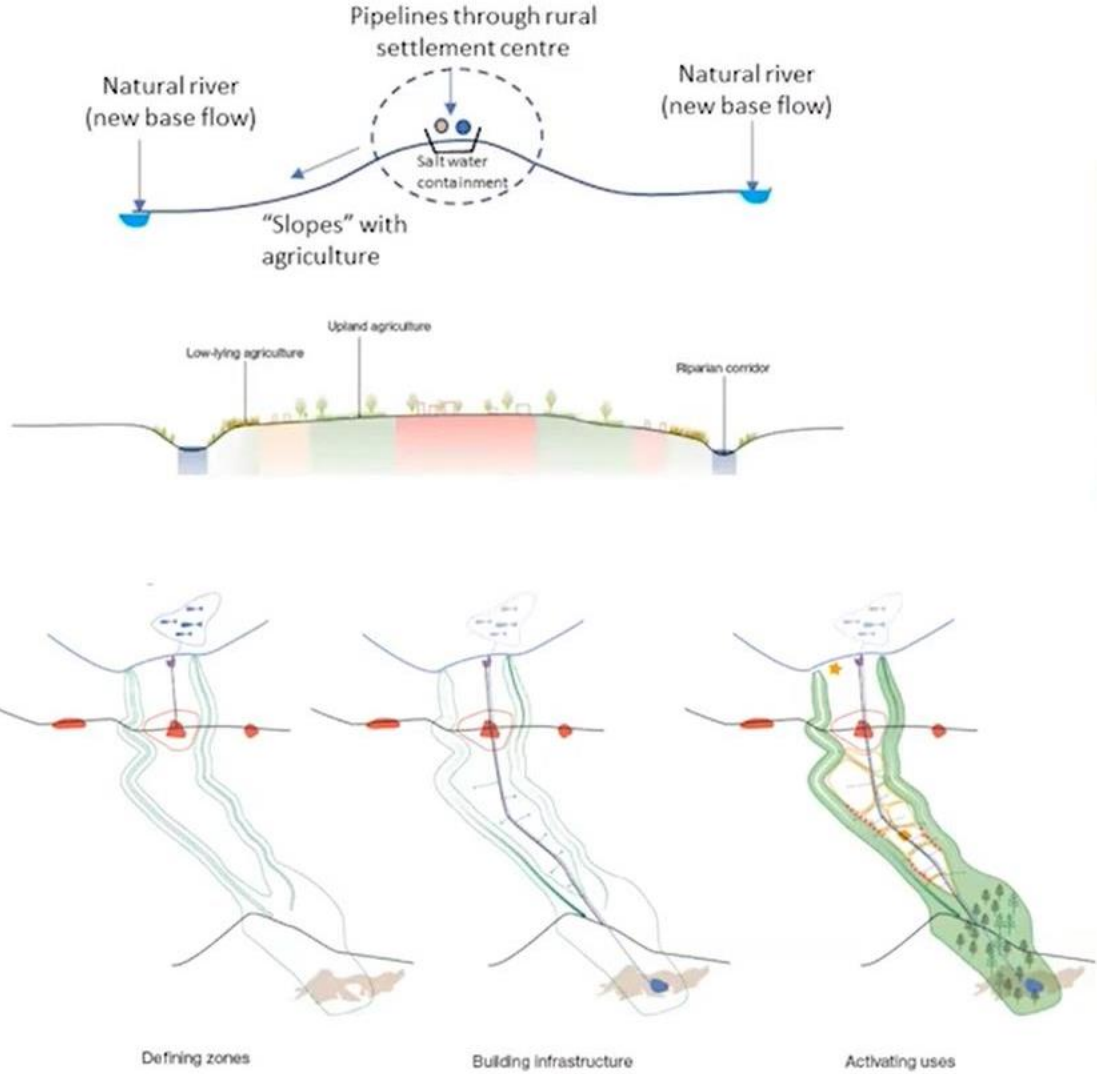 Pipelines through rural
settlement centre
Natural river
(new base flow)
Natural river
(new base flow)
Salt water
containment
"Slopes" with
agriculture
Upland agriculture
Low-lying agriculture
Riparian corridor
Defining zones
Building infrastructure
Activating uses